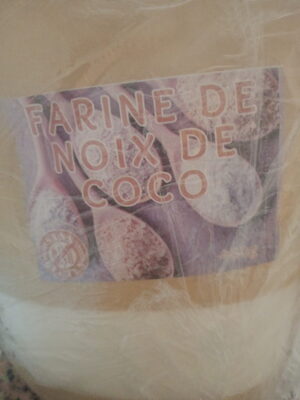 FARINE DE
NOIX DE
COCO